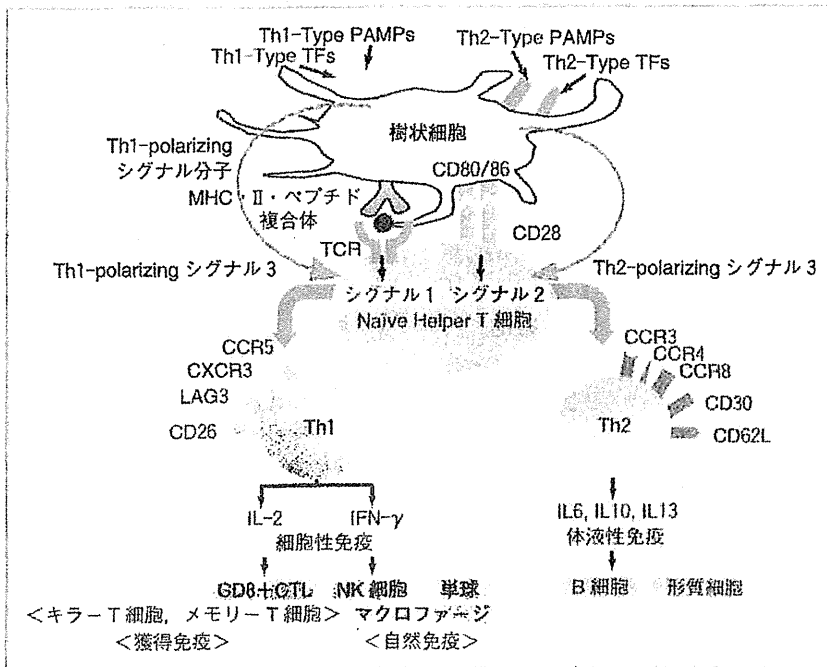 Th1-Type PAMPs
Th1-Type TFs
Th2-Type PAMPs
Th2-Type TFs
樹状細胞
Th1-polarizing
シグナル分子
CD80/86
MHC・II・ペプチド
複合体
TCR
CD28
Th1-polarizing シグナル3
Th2-polarizing シグナル3
シグナル1 シグナル2
Naïve Helper T 細胞
CCR5
CXCR3
LAG3
CD26
Th1
CCR3
CCR4
CCR8
CD30
CD62L
Th2
IL-2
IFN-γ
細胞性免疫
IL6, IL10, IL13
体液性免疫
CD8+CTL NK細胞 単球
B細胞 形質細胞
<キラーT細胞，メモリーT細胞> マクロファージ
<獲得免疫> <自然免疫>